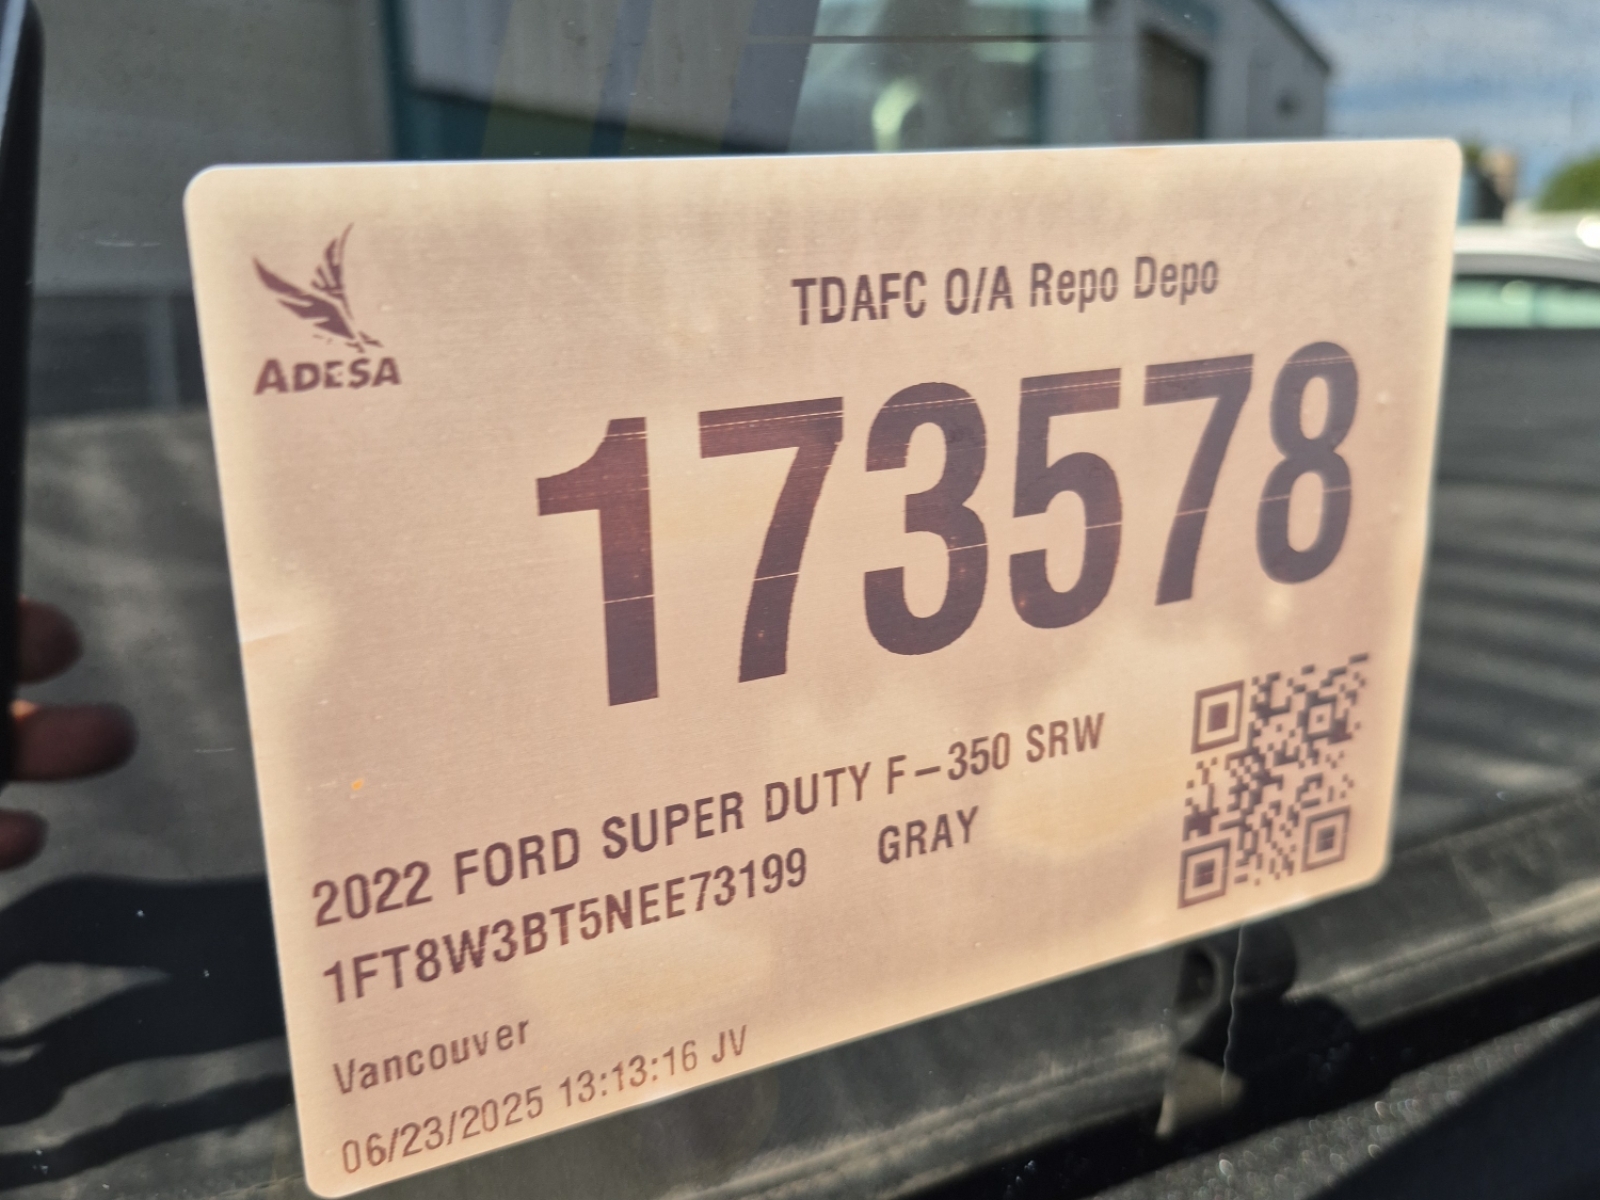 ADESA
TDAFC O/A Repo Depo
173578
2022 FORD SUPER DUTY F-350 SRW
1FT8W3BT5NEE73199 GRAY
Vancouver
06/23/2025 13:13:16 JV